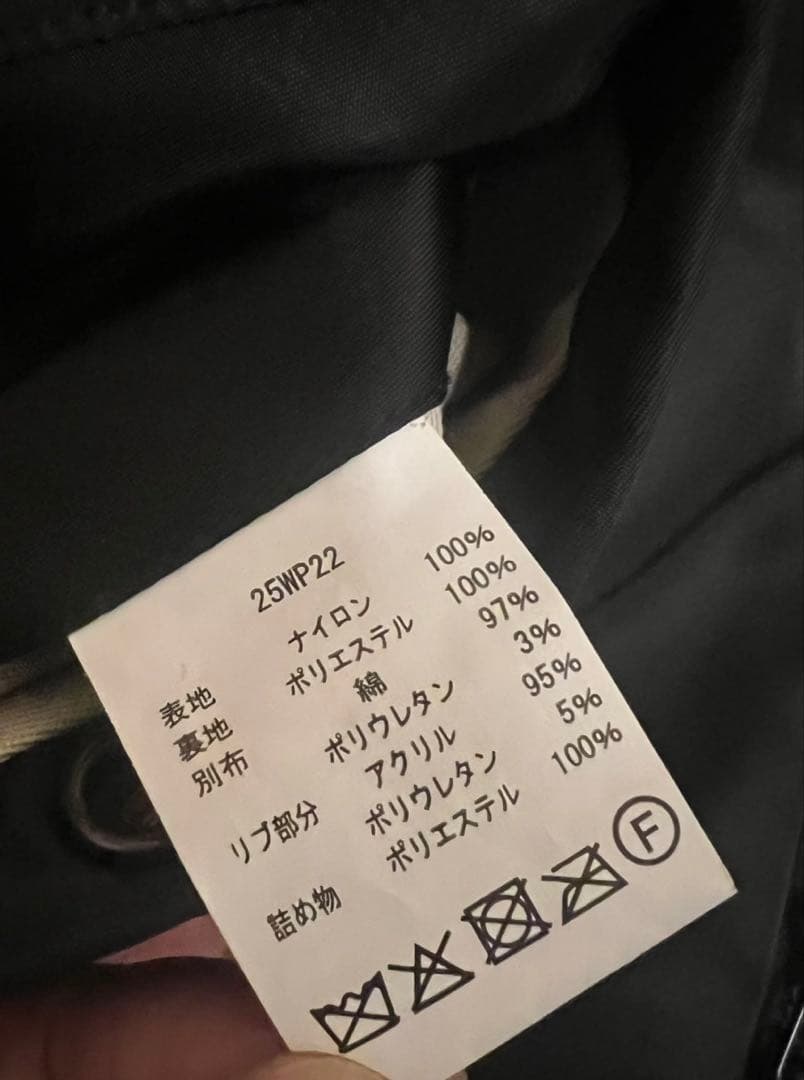 25WP22
表地 ナイロン 100%
裏地 ポリエステル 100%
別布 綿 97%
ポリウレタン 3%
リブ部分 アクリル 95%
ポリウレタン 5%
詰め物 ポリエステル 100%
F